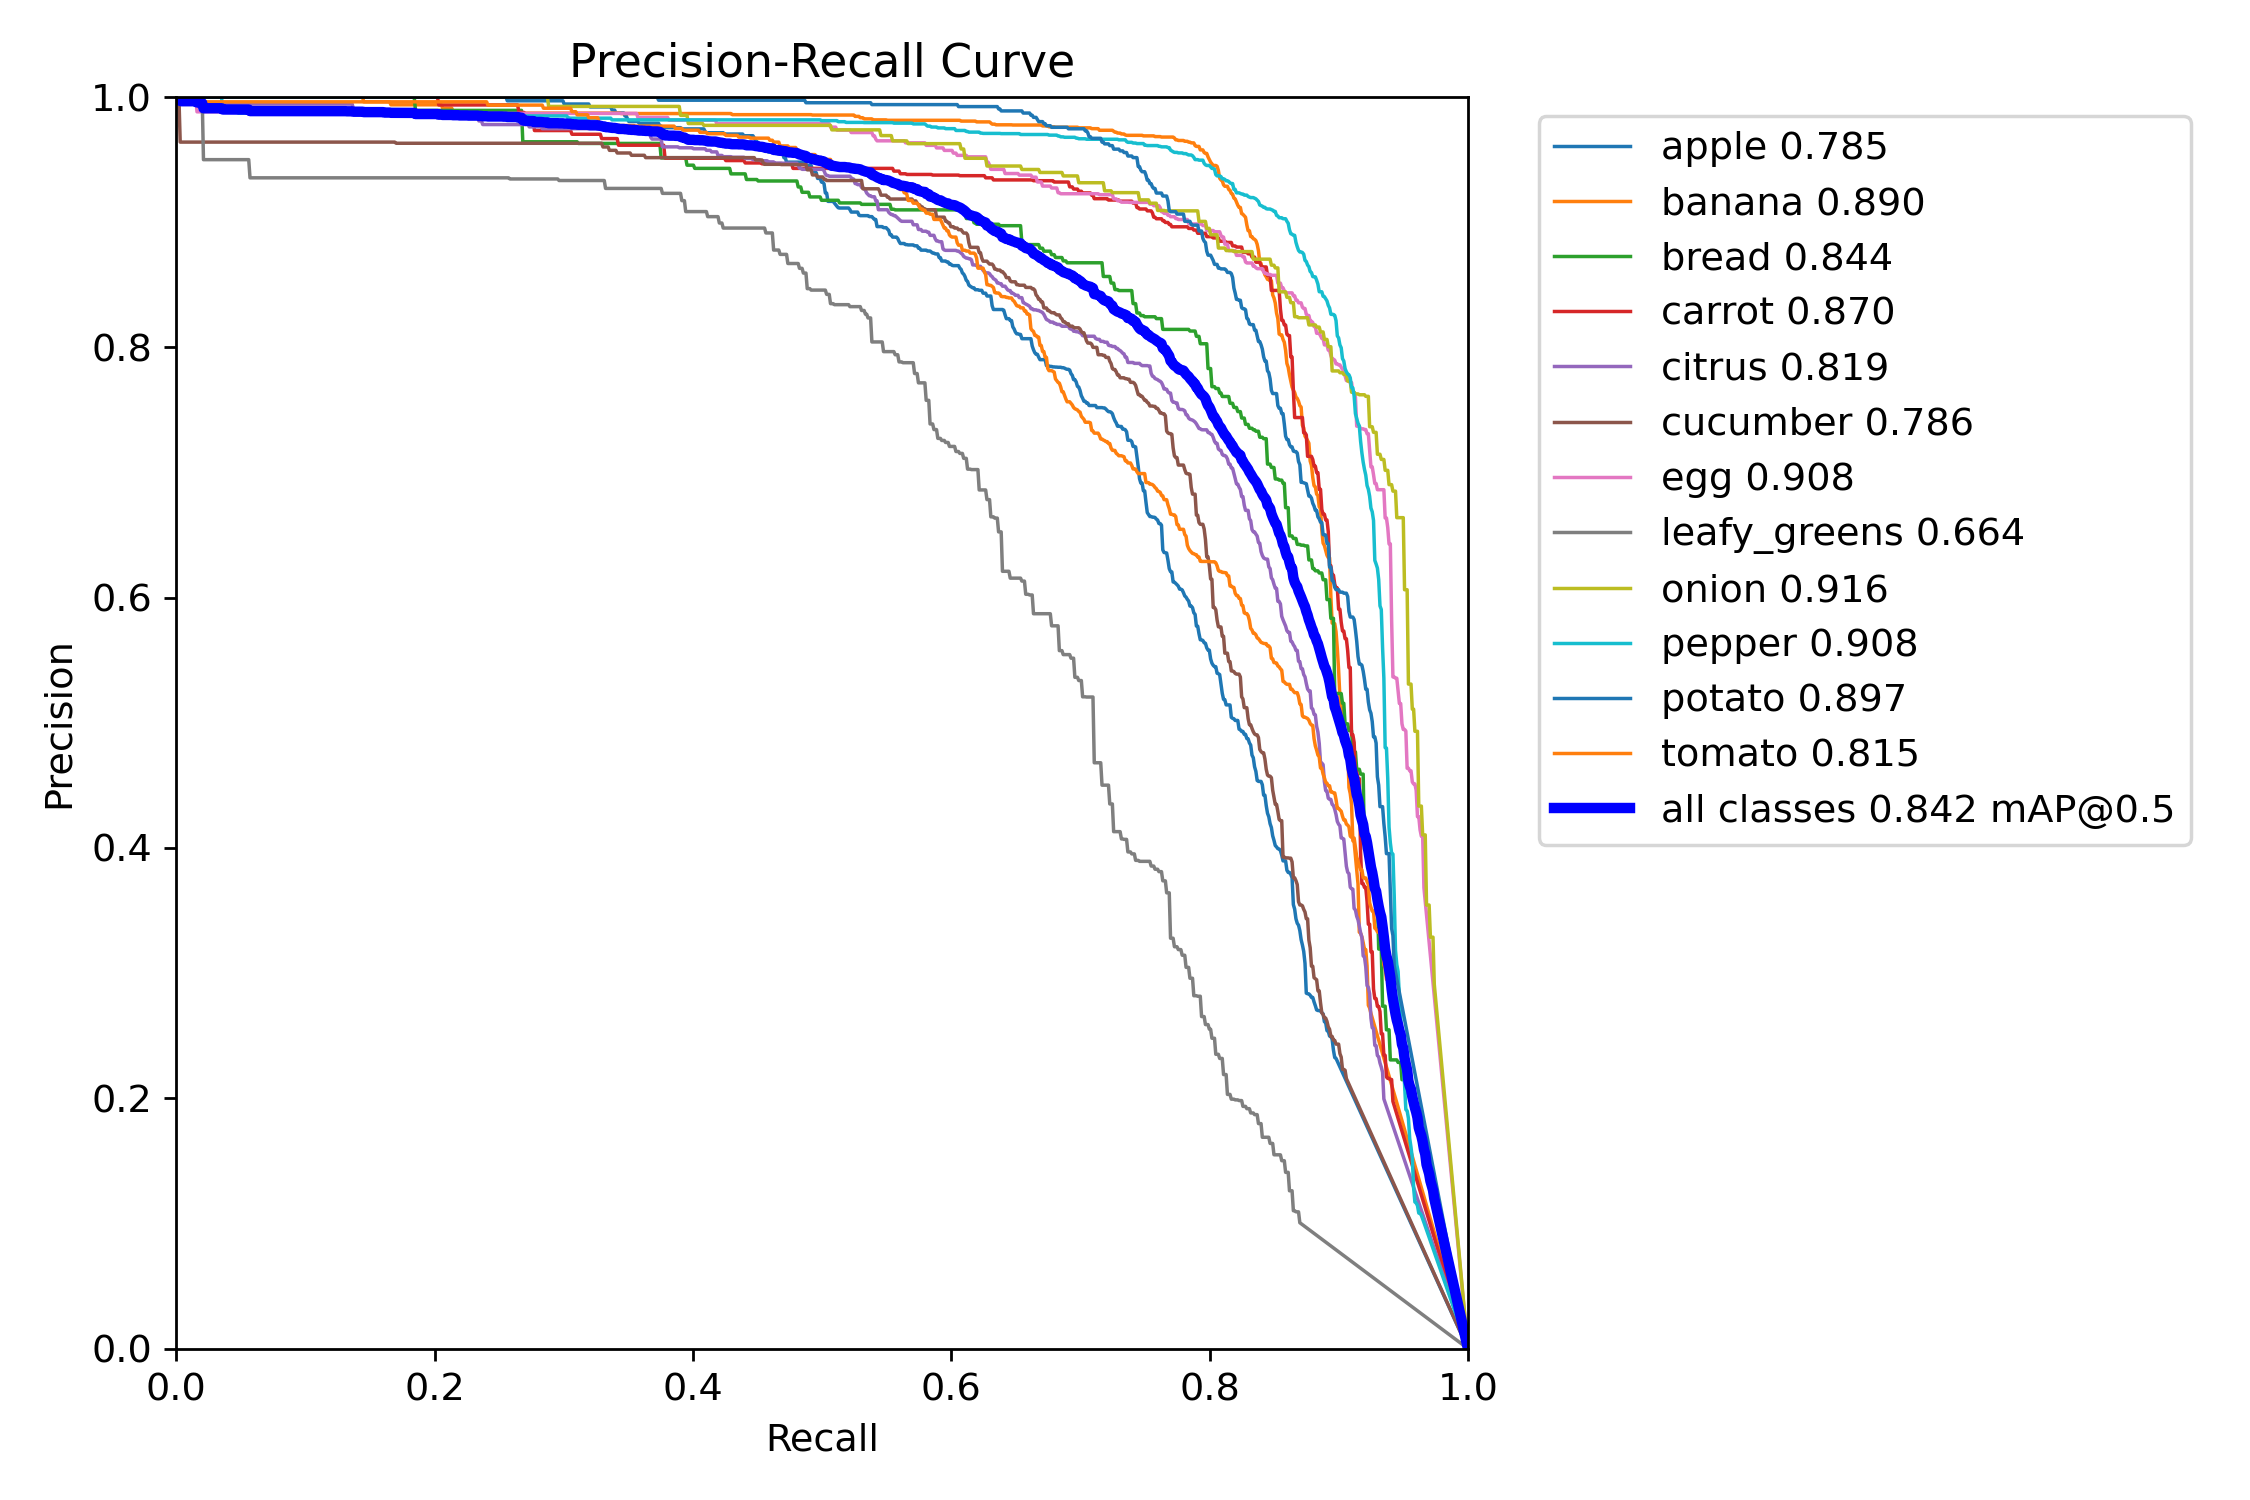 Precision-Recall Curve
1.0
0.8
0.6
0.4
0.2
0.0
Precision
0.0 0.2 0.4 0.6 0.8 1.0
Recall
apple 0.785
banana 0.890
bread 0.844
carrot 0.870
citrus 0.819
cucumber 0.786
egg 0.908
leafy_greens 0.664
onion 0.916
pepper 0.908
potato 0.897
tomato 0.815
all classes 0.842 mAP@0.5